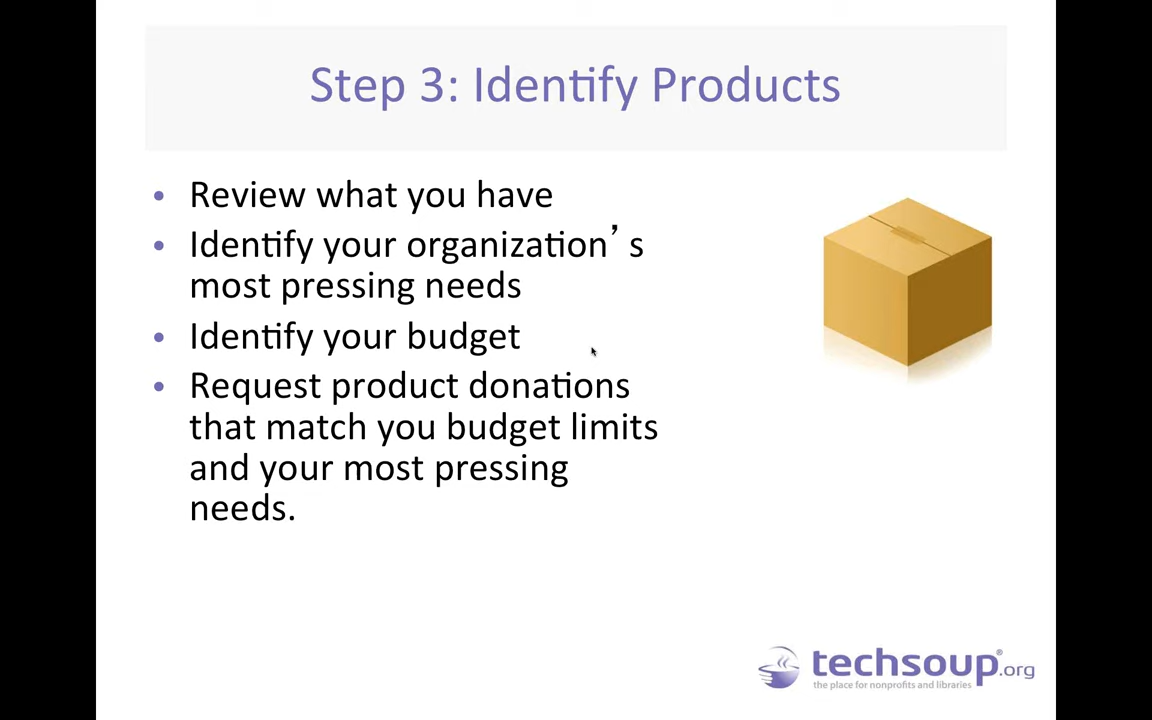 Step 3: Identify Products
• Review what you have
• Identify your organization’s
most pressing needs
• Identify your budget
• Request product donations
that match you budget limits
and your most pressing
needs.
techsoup®.org
the place for nonprofits and libraries